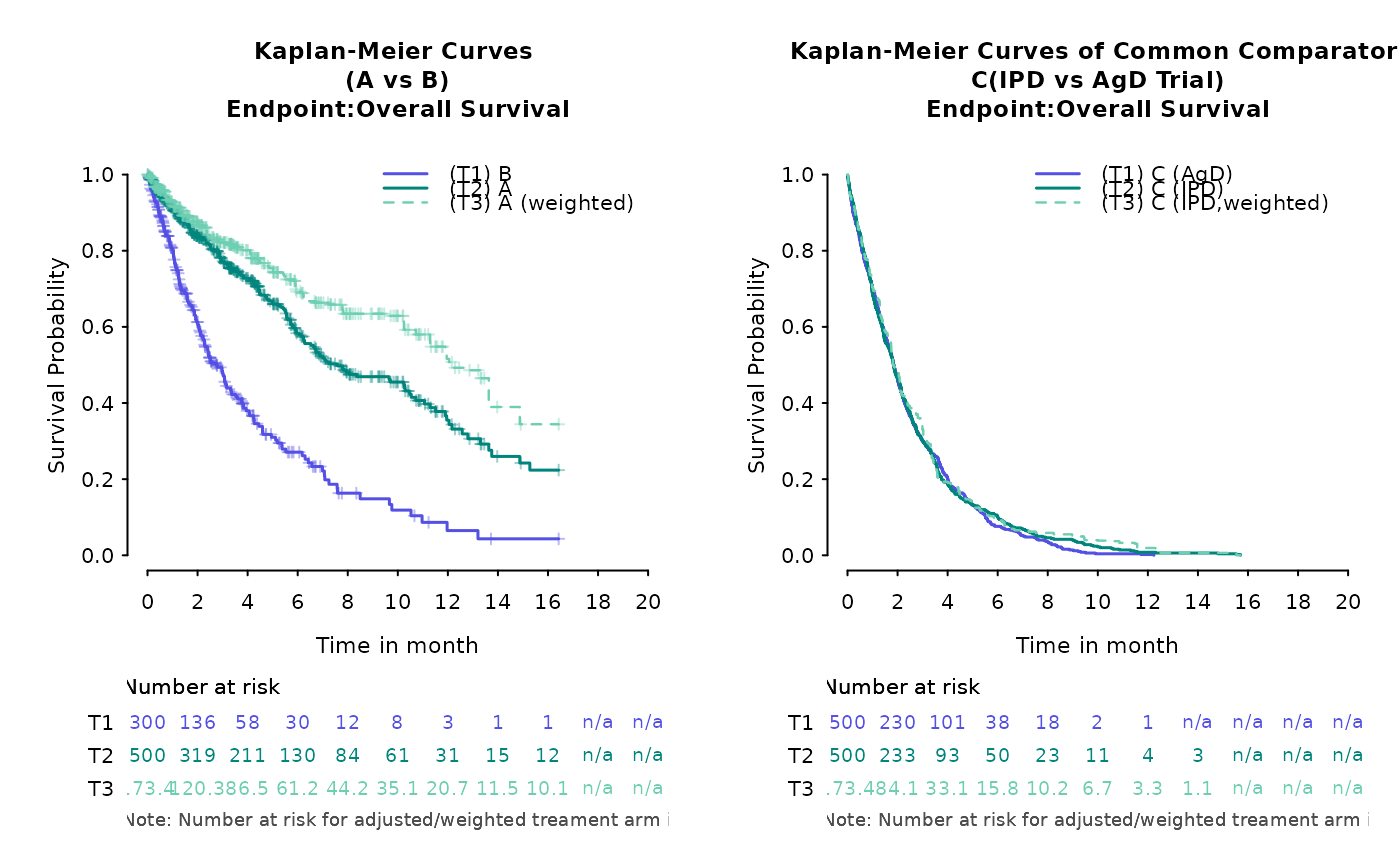 Kaplan-Meier Curves
(A vs B)
Endpoint:Overall Survival
1.0
0.8
0.6
0.4
0.2
0.0
Survival Probability
(T1) B
(T2) A
(T3) A (weighted)
0 2 4 6 8 10 12 14 16 18 20
Time in month
Number at risk
T1 300 136 58 30 12 8 3 1 1 n/a n/a
T2 500 319 211 130 84 61 31 15 12 n/a n/a
T3 .73.4 120.3 86.5 61.2 44.2 35.1 20.7 11.5 10.1 n/a n/a
Note: Number at risk for adjusted/weighted treament arm i
Kaplan-Meier Curves of Common Comparator
C(IPD vs AgD Trial)
Endpoint:Overall Survival
1.0
0.8
0.6
0.4
0.2
0.0
Survival Probability
(T1) C (AgD)
(T2) C (IPD)
(T3) C (IPD,weighted)
0 2 4 6 8 10 12 14 16 18 20
Time in month
Number at risk
T1 500 230 101 38 18 2 1 n/a n/a n/a n/a
T2 500 233 93 50 23 11 4 3 n/a n/a n/a
T3 .73.4 84.1 33.1 15.8 10.2 6.7 3.3 1.1 n/a n/a n/a
Note: Number at risk for adjusted/weighted treament arm i